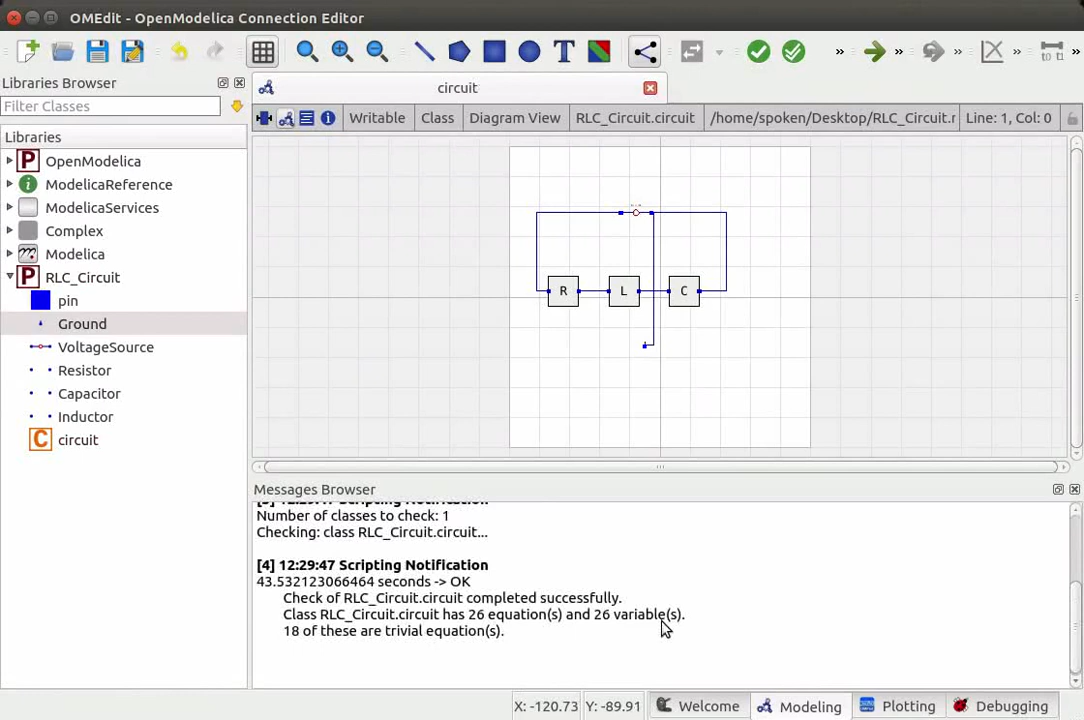 OMEdit - OpenModelica Connection Editor
T
»
»
»
»
t0 t1
»
Libraries Browser
circuit
Filter Classes
Writable
Class
Diagram View
RLC_Circuit.circuit
/home/spoken/Desktop/RLC_Circuit.r
Line: 1, Col: 0
Libraries
P OpenModelica
i ModelicaReference
ModelicaServices
Complex
Modelica
P RLC_Circuit
pin
Ground
VoltageSource
Resistor
Capacitor
Inductor
C circuit
R
L
C
Messages Browser
Number of classes to check: 1
Checking: class RLC_Circuit.circuit...
[4] 12:29:47 Scripting Notification
43.532123066464 seconds -> OK
Check of RLC_Circuit.circuit completed successfully.
Class RLC_Circuit.circuit has 26 equation(s) and 26 variable(s).
18 of these are trivial equation(s).
X: -120.73
Y: -89.91
Welcome
Modeling
Plotting
Debugging